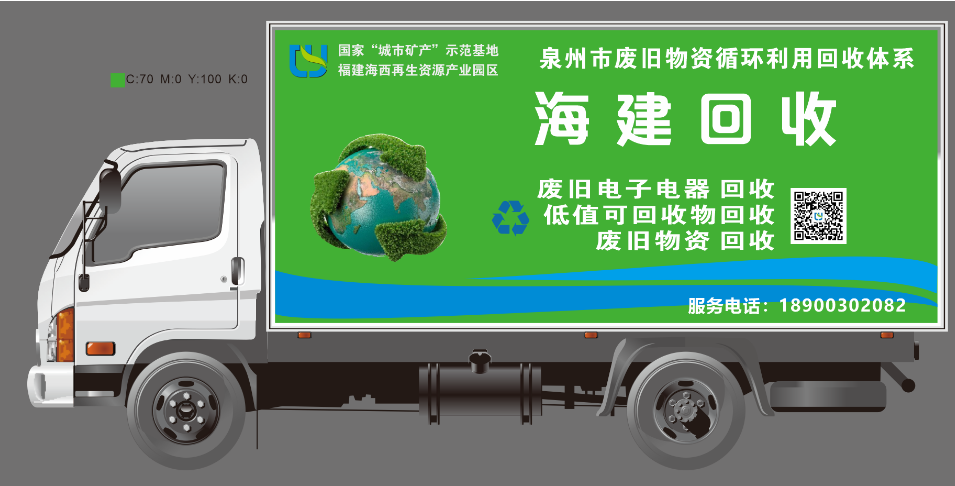 国家“城市矿产”示范基地
福建海西再生资源产业园区
泉州市废旧物资循环利用回收体系
C:70 M:0 Y:100 K:0
海建回收
废旧电子电器 回收
低值可回收物回收
废旧物资 回收
服务电话：18900302082